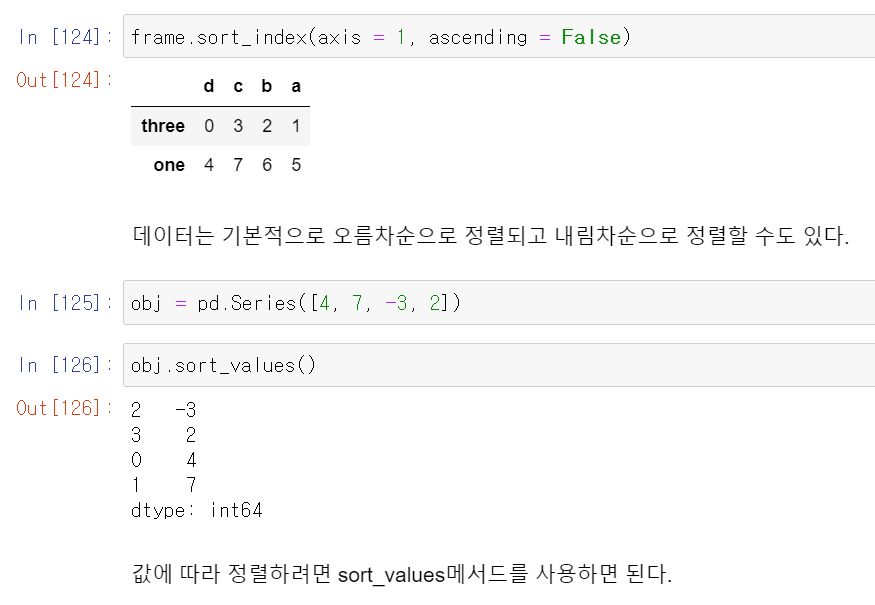 In [124]: frame.sort_index(axis = 1, ascending = False)
Out[124]:
d c b a
three 0 3 2 1
one 4 7 6 5
데이터는 기본적으로 오름차순으로 정렬되고 내림차순으로 정렬할 수도 있다.
In [125]: obj = pd.Series([4, 7, -3, 2])
In [126]: obj.sort_values()
Out[126]: 2 -3
3 2
0 4
1 7
dtype: int64
값에 따라 정렬하려면 sort_values메서드를 사용하면 된다.